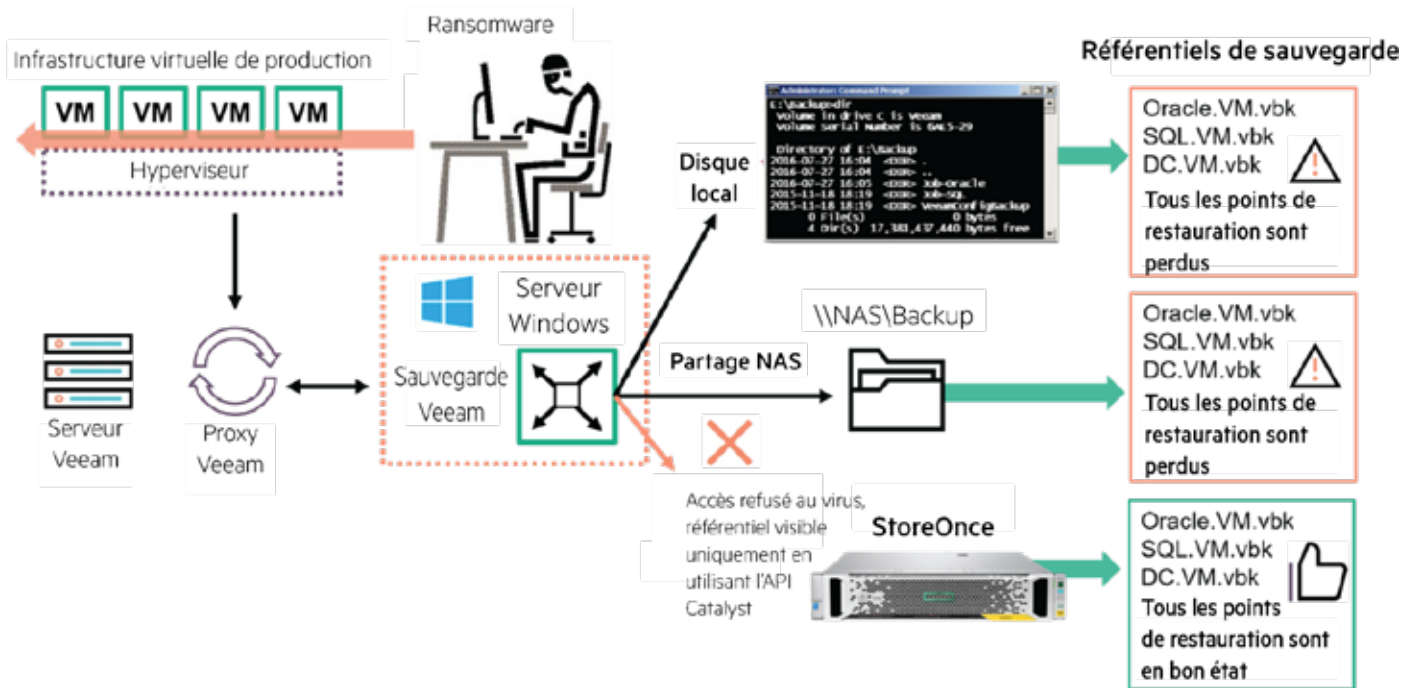 Ransomware
Infrastructure virtuelle de production
VM VM VM VM
Hyperviseur
Référentiels de sauvegarde
Disque
local
Administrator: Command Prompt
E:\Backup>dir
Volume in drive C is Veeam
Volume serial Number is 6AE5-29
Directory of E:\Backup
2016-07-27 16:04 <DIR> .
2016-07-27 16:04 <DIR> ..
2016-07-27 16:05 <DIR> Job-Oracle
2015-11-18 18:19 <DIR> Job-SQL
2015-11-18 18:19 <DIR> VeeamConfigBackup
0 File(s) 0 bytes
4 Dir(s) 17,381,437,440 bytes free
Oracle.VM.vbk
SQL.VM.vbk
DC.VM.vbk
Tous les points de
restauration sont
perdus
Serveur
Veeam
Proxy
Veeam
Serveur
Windows
Sauvegarde
Veeam
Partage NAS
\\NAS\Backup
Oracle.VM.vbk
SQL.VM.vbk
DC.VM.vbk
Tous les points de
restauration sont
perdus
Accès refusé au virus,
référentiel visible
uniquement en
utilisant l'API
Catalyst
StoreOnce
Oracle.VM.vbk
SQL.VM.vbk
DC.VM.vbk
Tous les points
de restauration sont
en bon état